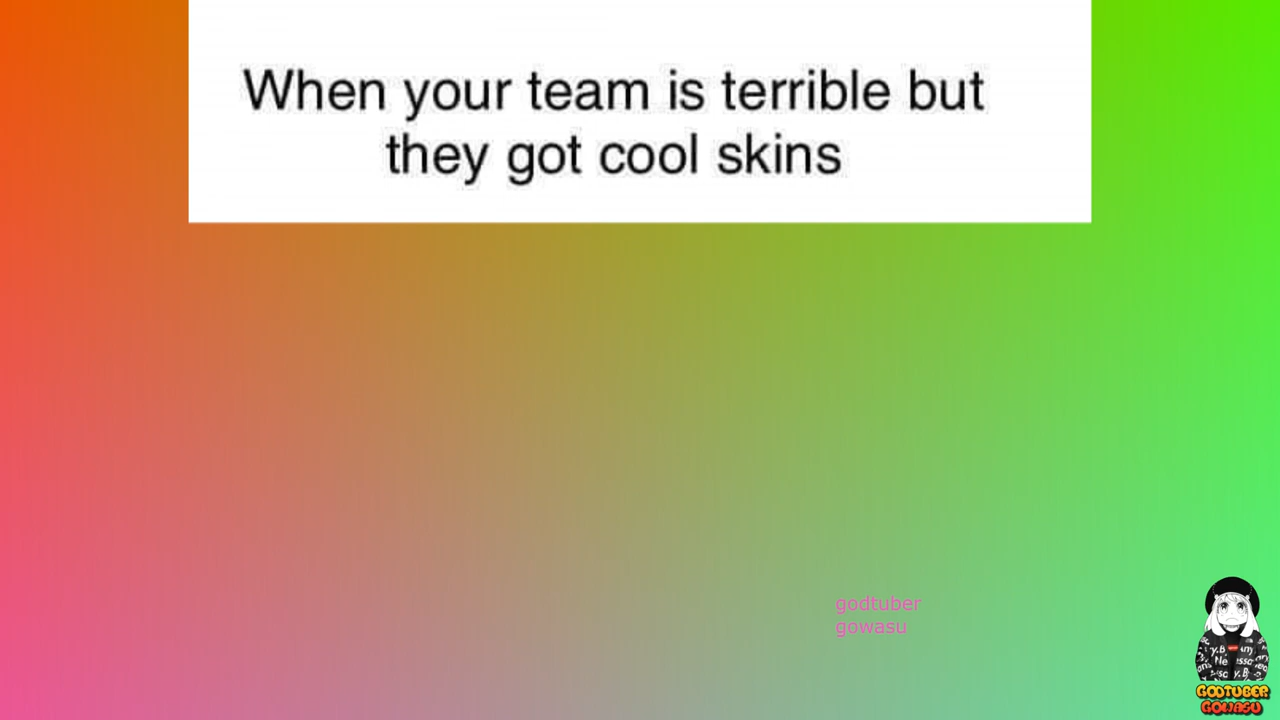 When your team is terrible but
they got cool skins
godtuber
gowasu
GODTUBER
GOWASU